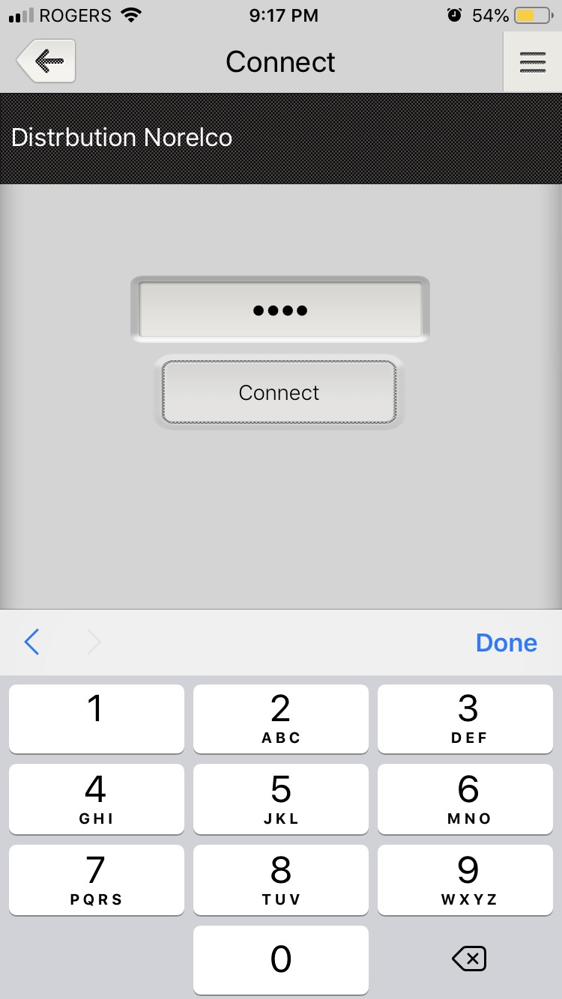 ROGERS 9:17 PM 54%
Connect
Distrbution Norelco
••••
Connect
Done
1 2 3
ABC DEF
4 5 6
GHI JKL MNO
7 8 9
PQRS TUV WXYZ
0